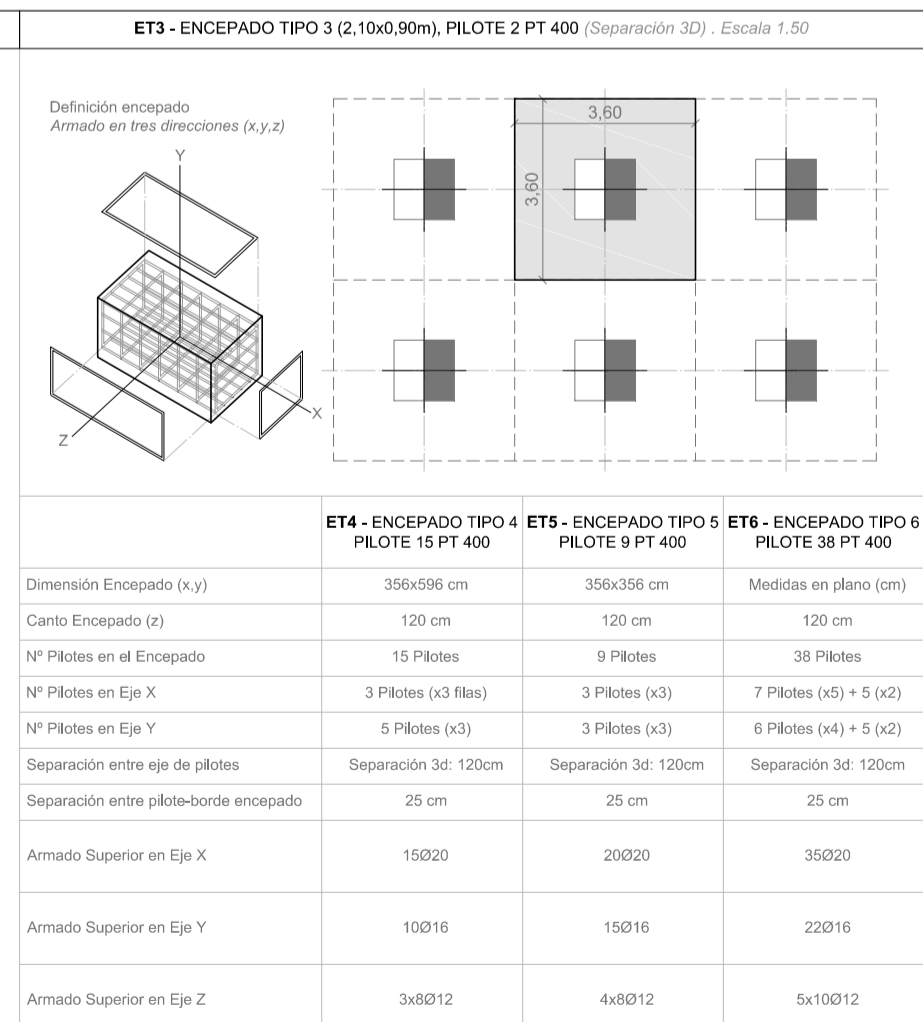 ET3 - ENCEPADO TIPO 3 (2,10x0,90m), PILOTE 2 PT 400 (Separación 3D) . Escala 1.50
Definición encepado
Armado en tres direcciones (x,y,z)
Y
X
Z
3,60
3,60
ET4 - ENCEPADO TIPO 4 PILOTE 15 PT 400
ET5 - ENCEPADO TIPO 5 PILOTE 9 PT 400
ET6 - ENCEPADO TIPO 6 PILOTE 38 PT 400
Dimensión Encepado (x,y) 356x596 cm 356x356 cm Medidas en plano (cm)
Canto Encepado (z) 120 cm 120 cm 120 cm
Nº Pilotes en el Encepado 15 Pilotes 9 Pilotes 38 Pilotes
Nº Pilotes en Eje X 3 Pilotes (x3 filas) 3 Pilotes (x3) 7 Pilotes (x5) + 5 (x2)
Nº Pilotes en Eje Y 5 Pilotes (x3) 3 Pilotes (x3) 6 Pilotes (x4) + 5 (x2)
Separación entre eje de pilotes Separación 3d: 120cm Separación 3d: 120cm Separación 3d: 120cm
Separación entre pilote-borde encepado 25 cm 25 cm 25 cm
Armado Superior en Eje X 15Ø20 20Ø20 35Ø20
Armado Superior en Eje Y 10Ø16 15Ø16 22Ø16
Armado Superior en Eje Z 3x8Ø12 4x8Ø12 5x10Ø12